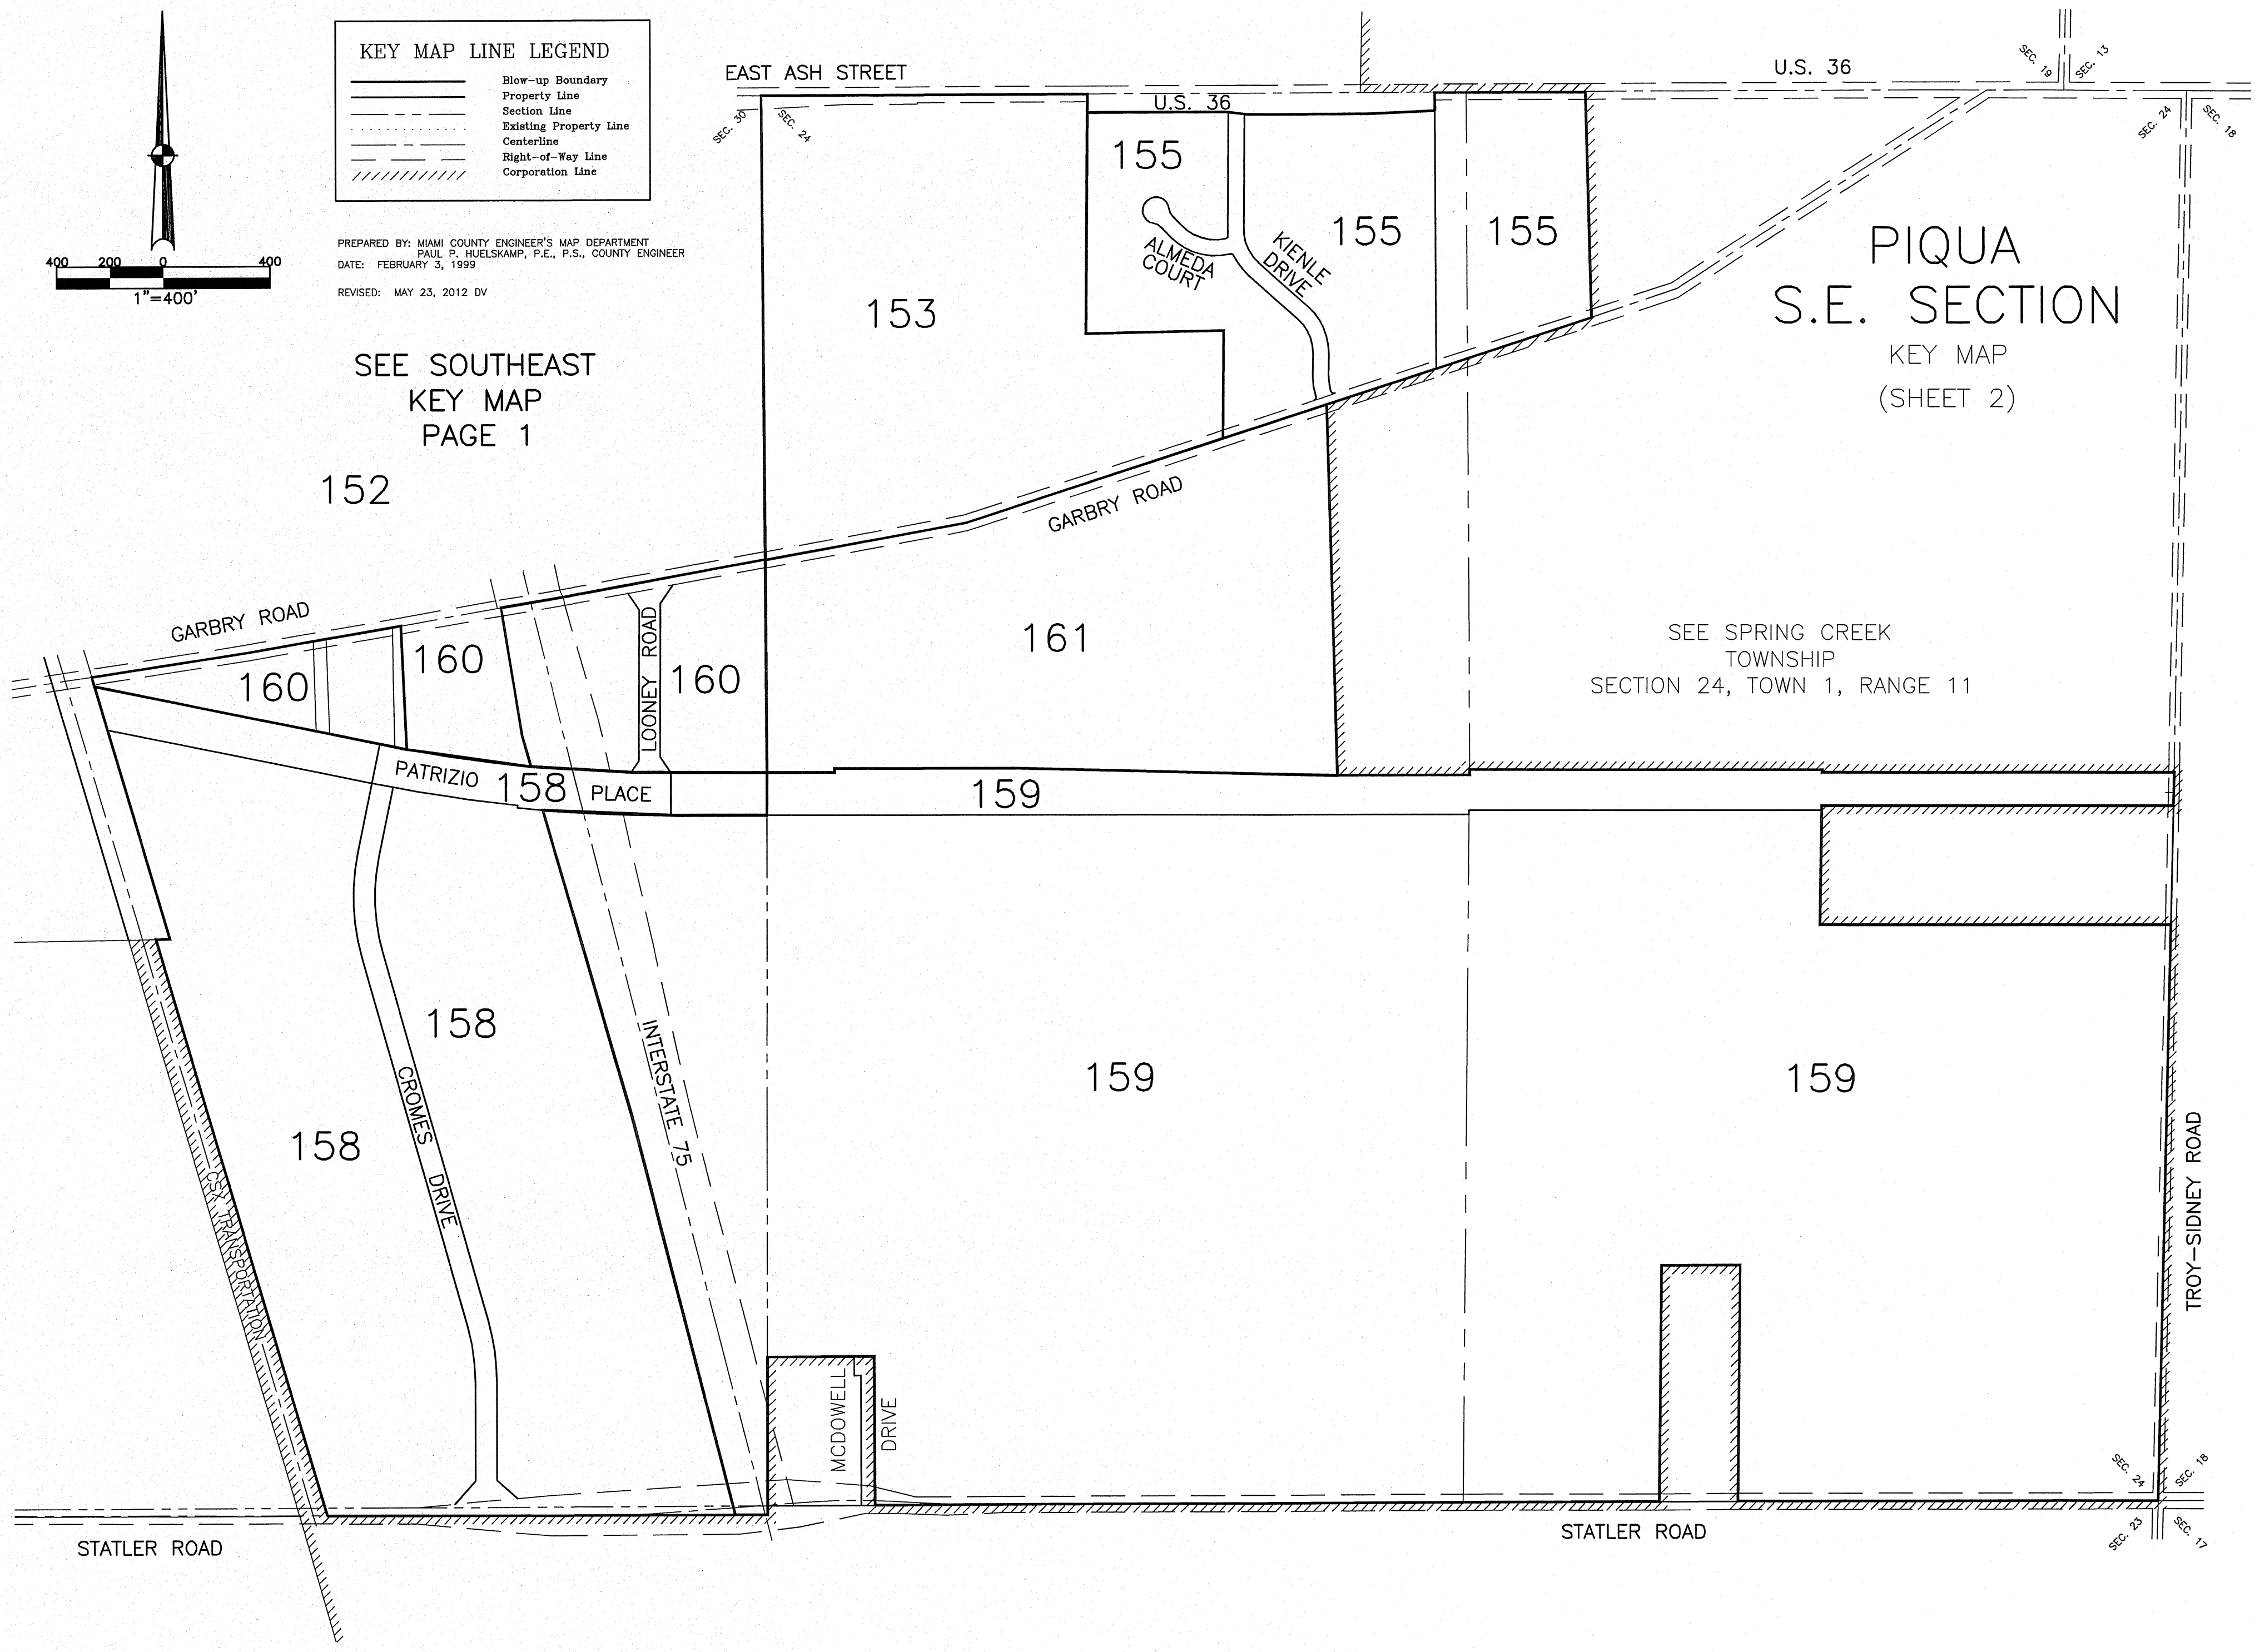 KEY MAP LINE LEGEND
Blow-up Boundary
Property Line
Section Line
Existing Property Line
Centerline
Right-of-Way Line
Corporation Line
PREPARED BY: MIAMI COUNTY ENGINEER'S MAP DEPARTMENT
PAUL P. HUELSKAMP, P.E., P.S., COUNTY ENGINEER
DATE: FEBRUARY 3, 1999
REVISED: MAY 23, 2012 DV
400 200 0 400
1"=400'
EAST ASH STREET
U.S. 36
U.S. 36
SEC. 19
SEC. 13
SEC. 30
SEC. 24
SEC. 24
SEC. 18
155
155
155
ALMEDA
COURT
KIENLE
DRIVE
153
PIQUA
S.E. SECTION
KEY MAP
(SHEET 2)
SEE SOUTHEAST
KEY MAP
PAGE 1
152
GARBRY ROAD
GARBRY ROAD
160
160
LOONEY ROAD
160
161
SEE SPRING CREEK
TOWNSHIP
SECTION 24, TOWN 1, RANGE 11
PATRIZIO
158
PLACE
159
158
158
CROMES DRIVE
INTERSTATE 75
159
159
CSX TRANSPORTATION
TROY-SIDNEY ROAD
MCDOWELL
DRIVE
SEC. 24
SEC. 18
STATLER ROAD
STATLER ROAD
SEC. 23
SEC. 17